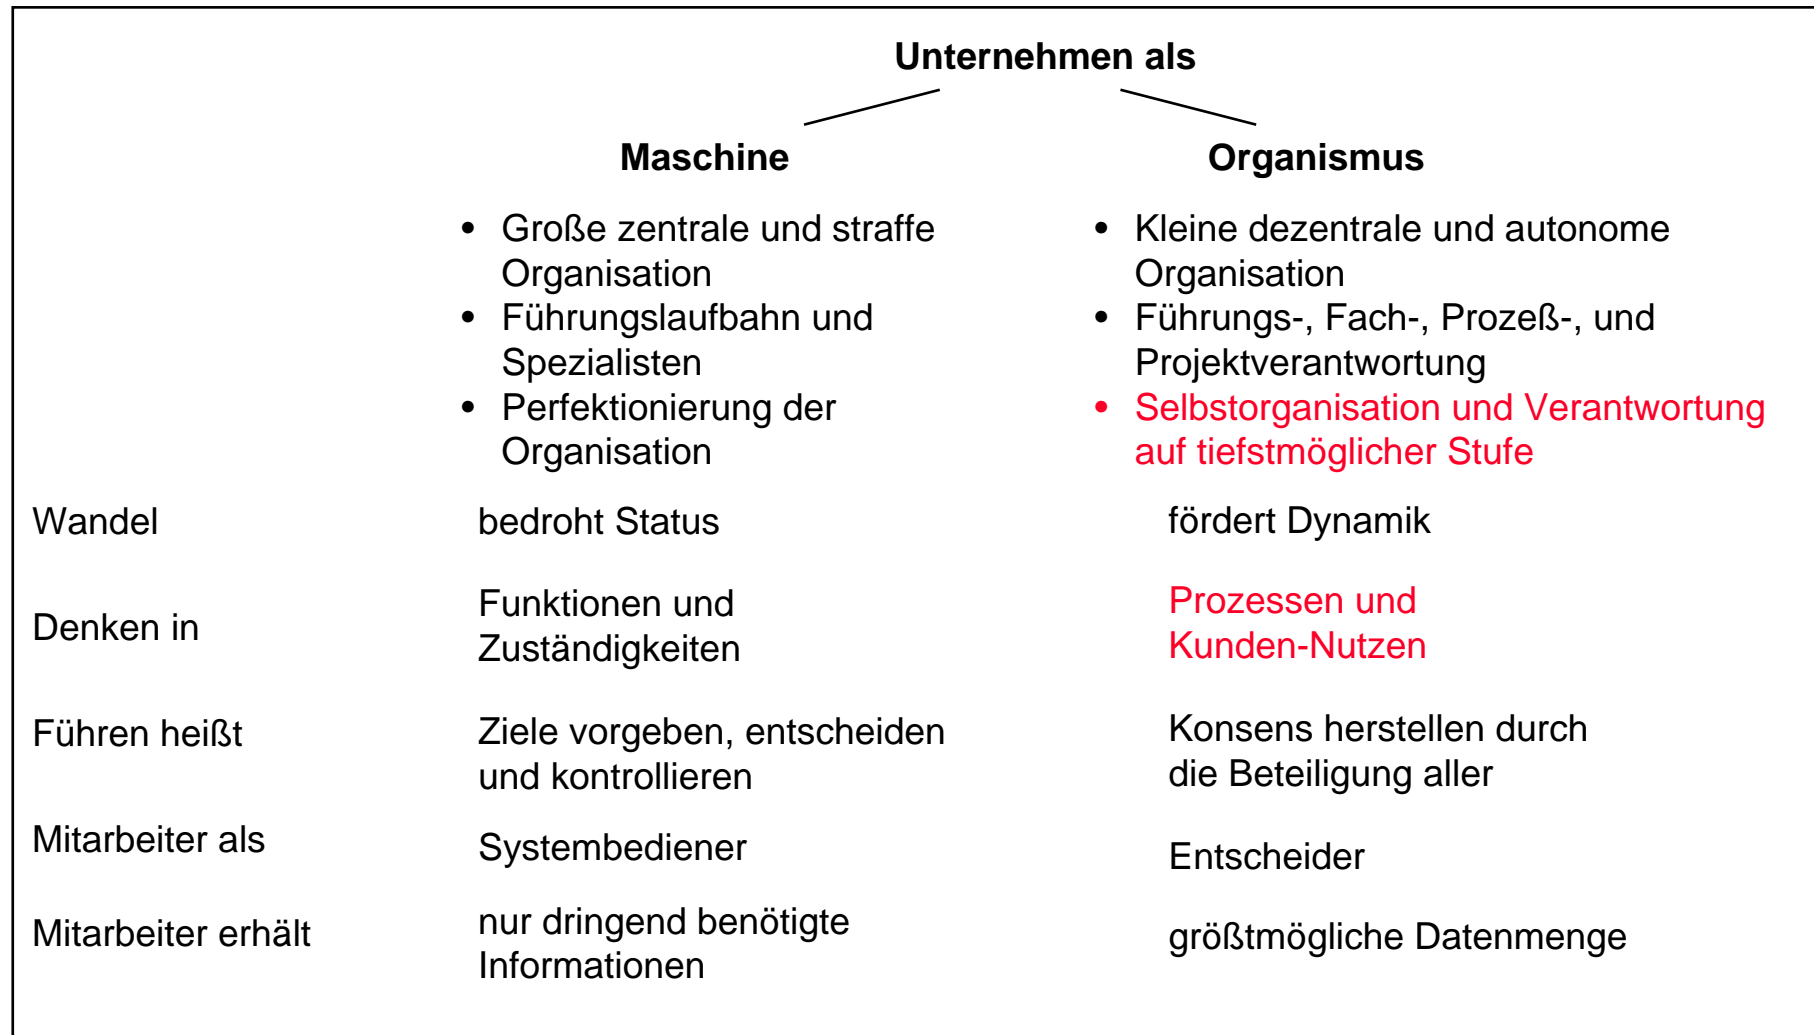 Unternehmen als
Maschine
Organismus
• Große zentrale und straffe
Organisation
• Führungslaufbahn und
Spezialisten
• Perfektionierung der
Organisation
• Kleine dezentrale und autonome
Organisation
• Führungs-, Fach-, Prozeß-, und
Projektverantwortung
• Selbstorganisation und Verantwortung
auf tiefstmöglicher Stufe
Wandel
bedroht Status
fördert Dynamik
Denken in
Funktionen und
Zuständigkeiten
Prozessen und
Kunden-Nutzen
Führen heißt
Ziele vorgeben, entscheiden
und kontrollieren
Konsens herstellen durch
die Beteiligung aller
Mitarbeiter als
Systembediener
Entscheider
Mitarbeiter erhält
nur dringend benötigte
Informationen
größtmögliche Datenmenge